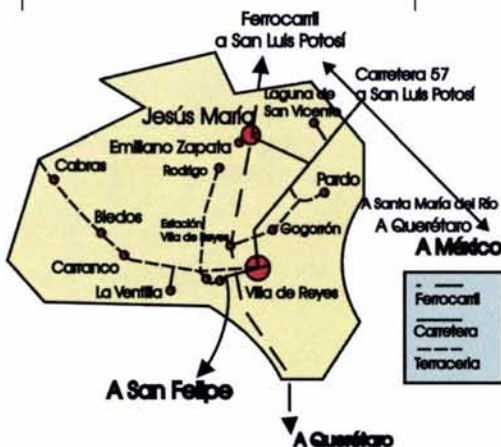 Ferrocarril
a San Luis Potosí
Carretera 57
a San Luis Potosí
Laguna de
San Vicente
Jesús María
Emiliano Zapata
Rodrigo
Cabras
Pardo
A Santa María del Río
A Querétaro
A México
Bledos
Estación
Villa de Reyes
Gogorrón
Carranco
La Ventilla
Villa de Reyes
Ferrocarril
Carretera
Terracería
A San Felipe
A Querétaro